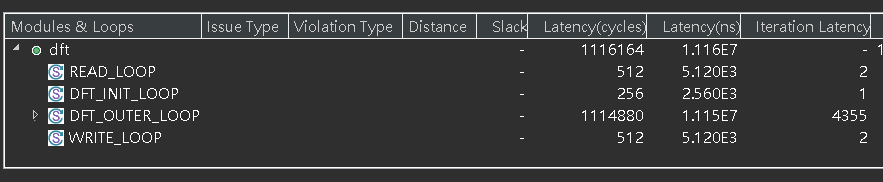 Modules & Loops Issue Type Violation Type Distance Slack Latency(cycles) Latency(ns) Iteration Latency
dft - 1116164 1.116E7 - 1
READ_LOOP - 512 5.120E3 2
DFT_INIT_LOOP - 256 2.560E3 1
DFT_OUTER_LOOP - 1114880 1.115E7 4355
WRITE_LOOP - 512 5.120E3 2